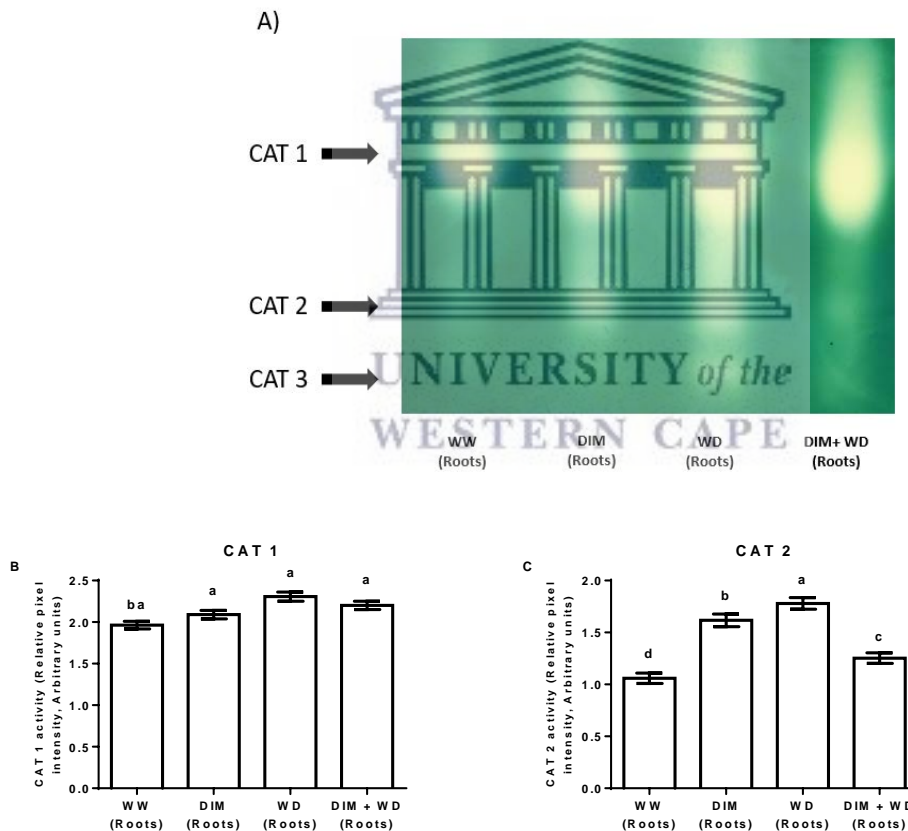 A)
CAT 1
CAT 2
CAT 3
UNIVERSITY of the
WESTERN CAPE
WW
(Roots)
DIM
(Roots)
WD
(Roots)
DIM+ WD
(Roots)
B
CAT 1
CAT 1 activity (Relative pixel
intensity, Arbitrary units)
2.5
2.0
1.5
1.0
0.5
0.0
ba
a
a
a
WW
(Roots)
DIM
(Roots)
WD
(Roots)
DIM + WD
(Roots)
C
CAT 2
CAT 2 activity (Relative pixel
intensity, Arbitrary units)
2.0
1.5
1.0
0.5
0.0
d
b
a
c
WW
(Roots)
DIM
(Roots)
WD
(Roots)
DIM + WD
(Roots)